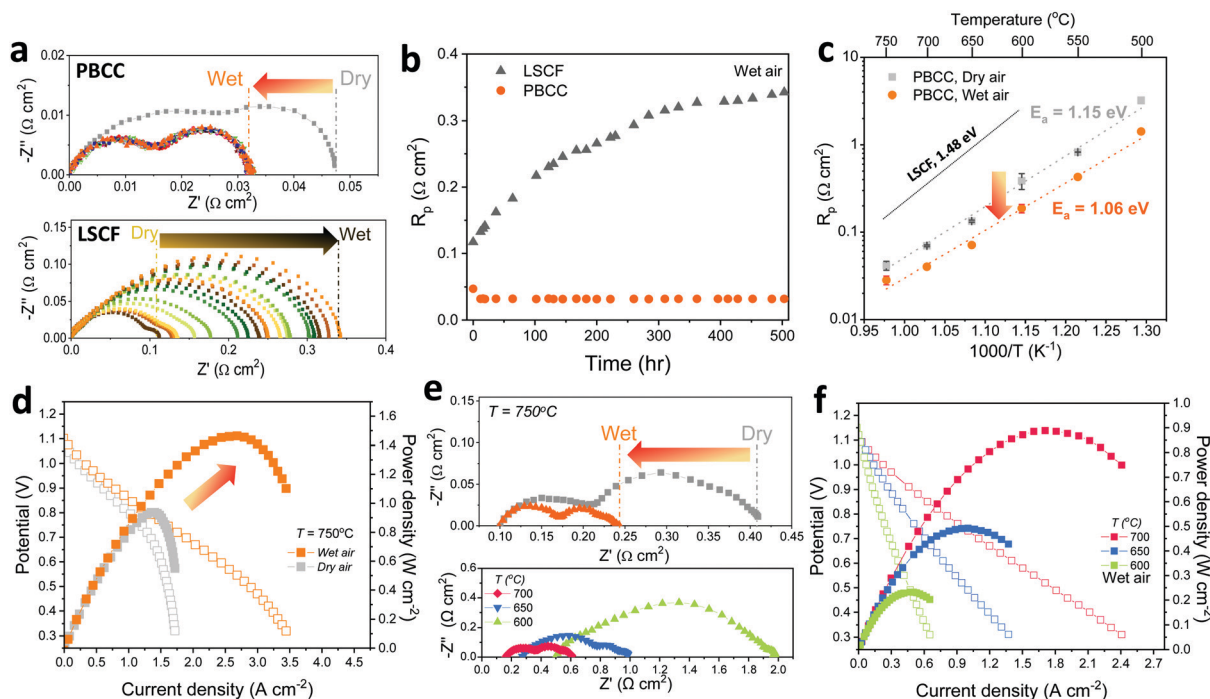 a
PBCC
Wet
Dry
-Z'' (Ω cm²)
0.02
0.01
0.00
0.00 0.01 0.02 0.03 0.04 0.05
Z' (Ω cm²)
LSCF
Dry
Wet
-Z'' (Ω cm²)
0.15
0.10
0.05
0.00
0.0 0.1 0.2 0.3 0.4
Z' (Ω cm²)
b
LSCF
PBCC
Wet air
Rp (Ω cm²)
0.4
0.3
0.2
0.1
0.0
0 100 200 300 400 500
Time (hr)
c
Temperature (°C)
750 700 650 600 550 500
PBCC, Dry air
PBCC, Wet air
Ea = 1.15 eV
LSCF, 1.48 eV
Ea = 1.06 eV
Rp (Ω cm²)
10
1
0.1
0.01
0.95 1.00 1.05 1.10 1.15 1.20 1.25 1.30
1000/T (K⁻¹)
d
Potential (V)
1.2
1.1
1.0
0.9
0.8
0.7
0.6
0.5
0.4
0.3
T = 750°C
Wet air
Dry air
1.6
1.4
1.2
1.0
0.8
0.6
0.4
0.2
0.0
Power density (W cm⁻²)
0.0 0.5 1.0 1.5 2.0 2.5 3.0 3.5 4.0 4.5
Current density (A cm⁻²)
e
T = 750°C
Wet
Dry
-Z'' (Ω cm²)
0.15
0.10
0.05
0.00
0.10 0.15 0.20 0.25 0.30 0.35 0.40 0.45
Z' (Ω cm²)
T (°C)
700
650
600
-Z'' (Ω cm²)
0.6
0.4
0.2
0.0
0.0 0.2 0.4 0.6 0.8 1.0 1.2 1.4 1.6 1.8 2.0
Z' (Ω cm²)
f
Potential (V)
1.2
1.1
1.0
0.9
0.8
0.7
0.6
0.5
0.4
0.3
T (°C)
700
650
600
Wet air
1.0
0.9
0.8
0.7
0.6
0.5
0.4
0.3
0.2
0.1
0.0
Power density (W cm⁻²)
0.0 0.3 0.6 0.9 1.2 1.5 1.8 2.1 2.4 2.7
Current density (A cm⁻²)